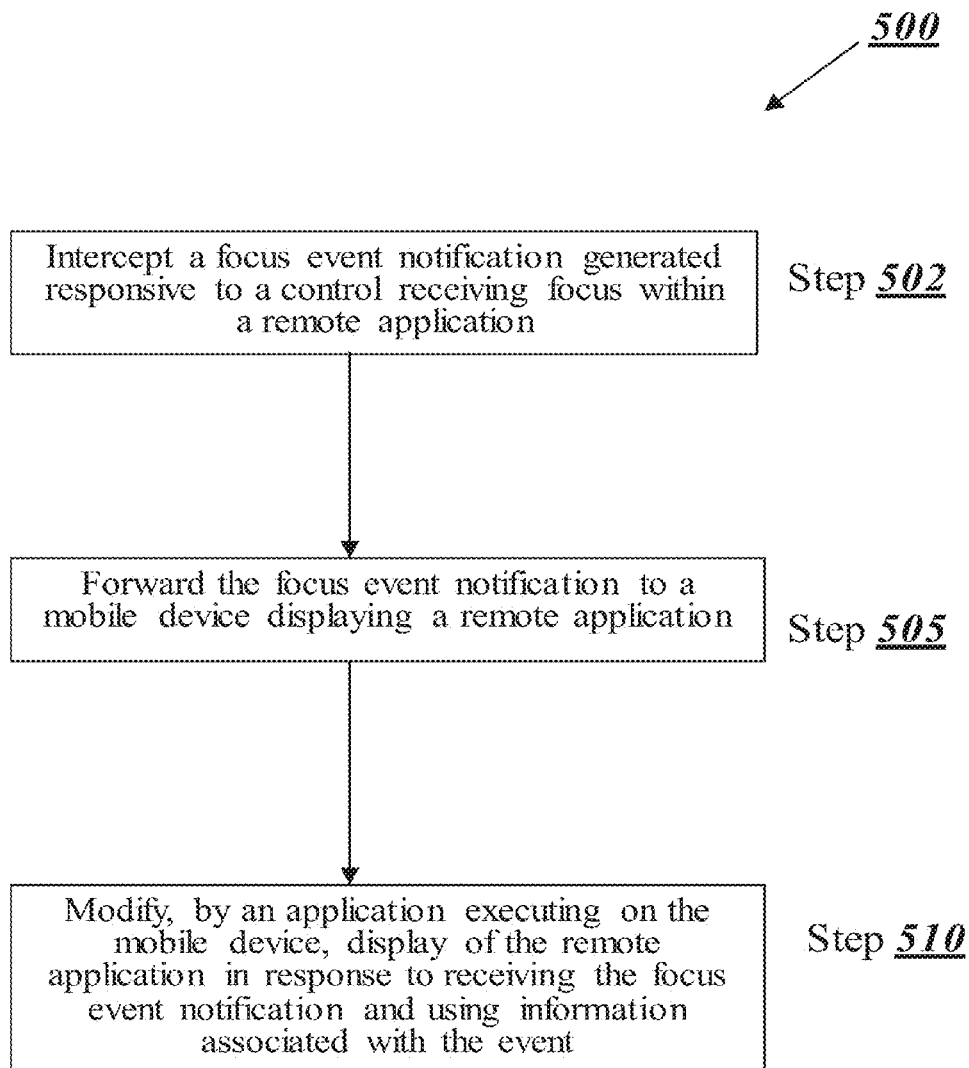 500
Intercept a focus event notification generated
responsive to a control receiving focus within
a remote application
Step 502
Forward the focus event notification to a
mobile device displaying a remote application
Step 505
Modify, by an application executing on the
mobile device, display of the remote
application in response to receiving the focus
event notification and using information
associated with the event
Step 510